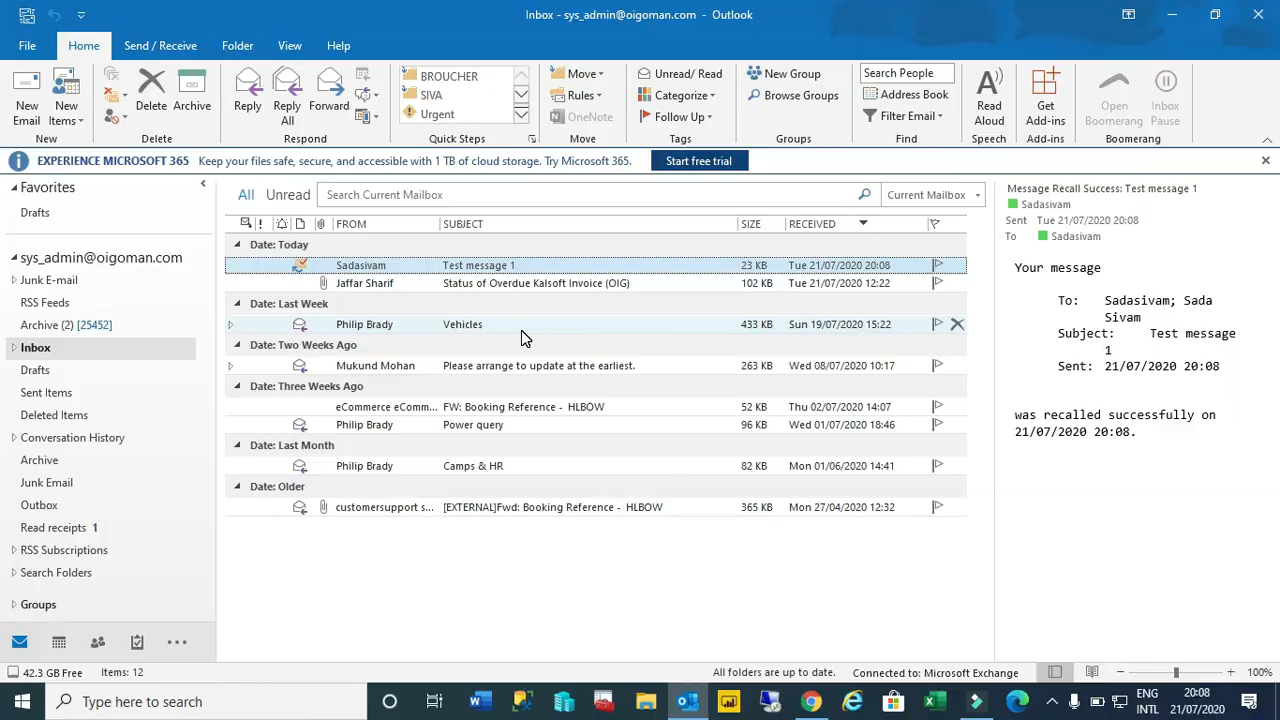 Inbox - sys_admin@oigoman.com - Outlook
File Home Send / Receive Folder View Help
New Email
New Items
Delete
Archive
Reply
Reply All
Forward
BROUCHER
SIVA
Urgent
Move
Rules
OneNote
Unread/ Read
Categorize
Follow Up
New Group
Browse Groups
Search People
Address Book
Filter Email
Read Aloud
Get Add-ins
Open Boomerang
Inbox Pause
New Delete Respond Quick Steps Move Tags Groups Find Speech Add-ins Boomerang
EXPERIENCE MICROSOFT 365 Keep your files safe, secure, and accessible with 1 TB of cloud storage. Try Microsoft 365. Start free trial
Favorites
Drafts
sys_admin@oigoman.com
Junk E-mail
RSS Feeds
Archive (2) [25452]
Inbox
Drafts
Sent Items
Deleted Items
Conversation History
Archive
Junk Email
Outbox
Read receipts 1
RSS Subscriptions
Search Folders
Groups
All Unread Search Current Mailbox Current Mailbox
! FROM SUBJECT SIZE RECEIVED
Date: Today
Sadasivam Test message 1 23 KB Tue 21/07/2020 20:08
Jaffar Sharif Status of Overdue Kalsoft Invoice (OIG) 102 KB Tue 21/07/2020 12:22
Date: Last Week
Philip Brady Vehicles 433 KB Sun 19/07/2020 15:22
Date: Two Weeks Ago
Mukund Mohan Please arrange to update at the earliest. 263 KB Wed 08/07/2020 10:17
Date: Three Weeks Ago
eCommerce eComm... FW: Booking Reference - HLBOW 52 KB Thu 02/07/2020 14:07
Philip Brady Power query 96 KB Wed 01/07/2020 18:46
Date: Last Month
Philip Brady Camps & HR 82 KB Mon 01/06/2020 14:41
Date: Older
customersupport s... [EXTERNAL]Fwd: Booking Reference - HLBOW 365 KB Mon 27/04/2020 12:32
Message Recall Success: Test message 1
Sadasivam
Sent Tue 21/07/2020 20:08
To Sadasivam
Your message
To: Sadasivam; Sada
Sivam
Subject: Test message
1
Sent: 21/07/2020 20:08
was recalled successfully on
21/07/2020 20:08.
42.3 GB Free Items: 12 All folders are up to date. Connected to: Microsoft Exchange 100%
Type here to search
ENG
INTL
20:08
21/07/2020